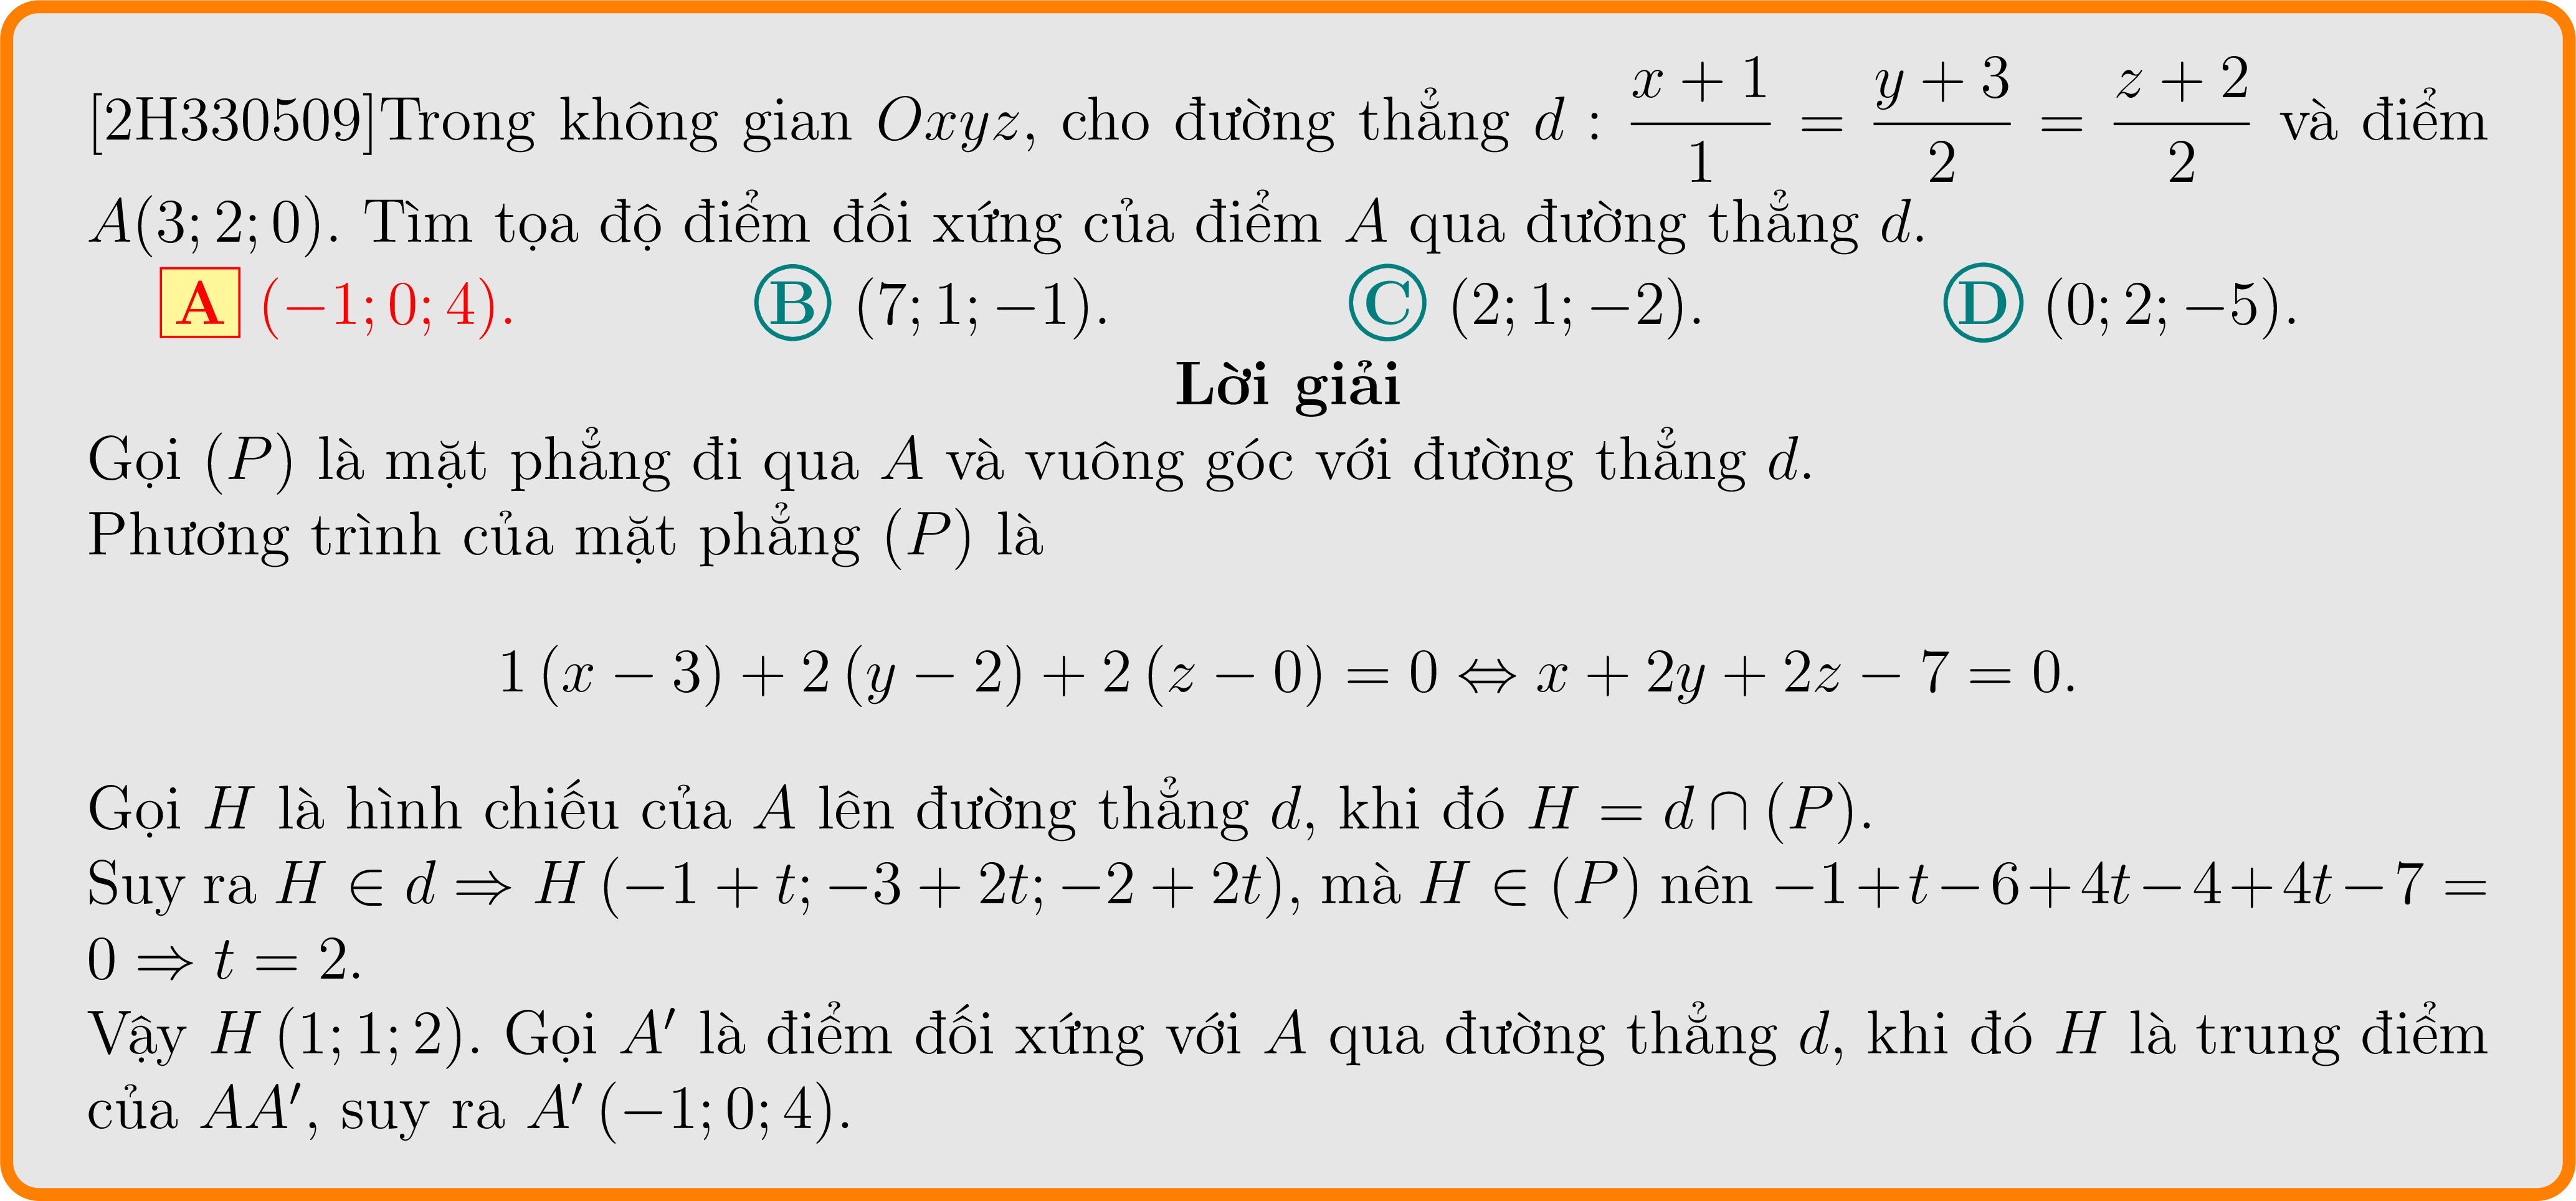 [2H330509]Trong không gian Oxyz, cho đường thẳng d : \frac{x+1}{1} = \frac{y+3}{2} = \frac{z+2}{2} và điểm
A(3; 2; 0). Tìm tọa độ điểm đối xứng của điểm A qua đường thẳng d.
A (−1; 0; 4). B (7; 1; −1). C (2; 1; −2). D (0; 2; −5).
Lời giải
Gọi (P) là mặt phẳng đi qua A và vuông góc với đường thẳng d.
Phương trình của mặt phẳng (P) là
1 (x − 3) + 2 (y − 2) + 2 (z − 0) = 0 ⇔ x + 2y + 2z − 7 = 0.
Gọi H là hình chiếu của A lên đường thẳng d, khi đó H = d ∩ (P).
Suy ra H ∈ d ⇒ H (−1 + t; −3 + 2t; −2 + 2t), mà H ∈ (P) nên −1 + t − 6 + 4t − 4 + 4t − 7 =
0 ⇒ t = 2.
Vậy H (1; 1; 2). Gọi A′ là điểm đối xứng với A qua đường thẳng d, khi đó H là trung điểm
của AA′, suy ra A′ (−1; 0; 4).